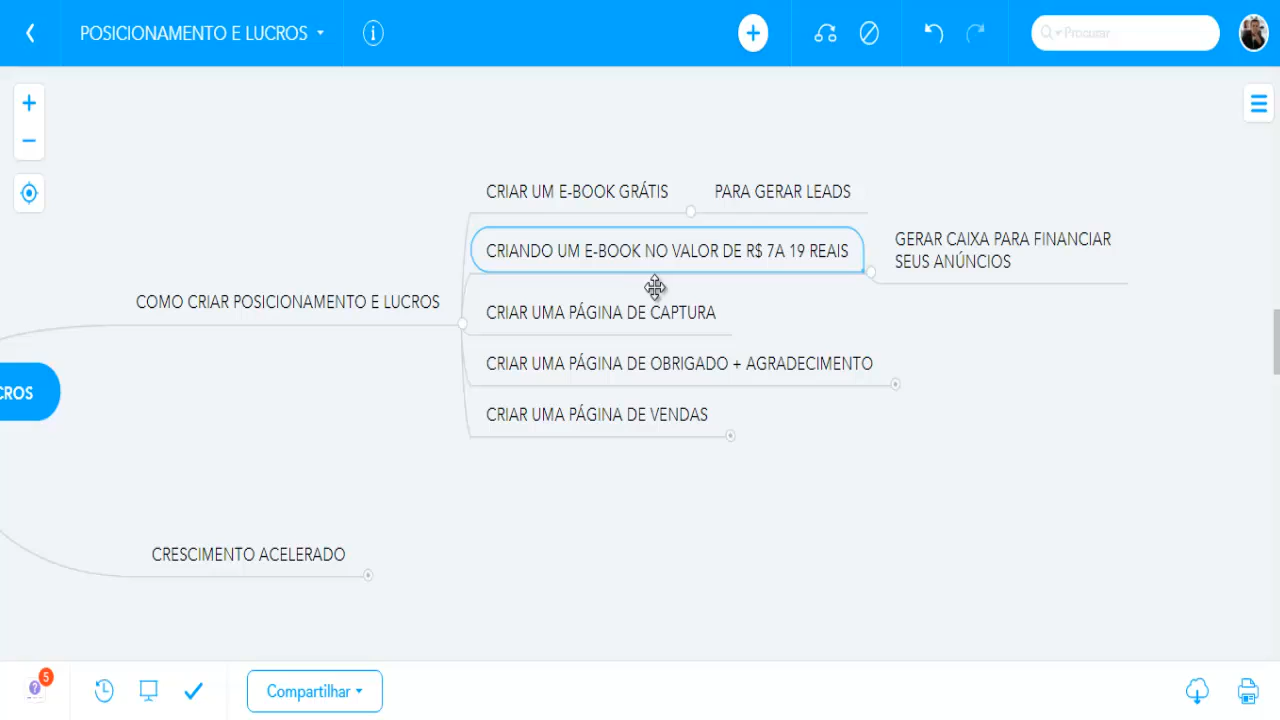 POSICIONAMENTO E LUCROS
Procurar
CRIAR UM E-BOOK GRÁTIS
PARA GERAR LEADS
CRIANDO UM E-BOOK NO VALOR DE R$ 7A 19 REAIS
GERAR CAIXA PARA FINANCIAR
SEUS ANÚNCIOS
COMO CRIAR POSICIONAMENTO E LUCROS
CRIAR UMA PÁGINA DE CAPTURA
CRIAR UMA PÁGINA DE OBRIGADO + AGRADECIMENTO
CROS
CRIAR UMA PÁGINA DE VENDAS
CRESCIMENTO ACELERADO
5
Compartilhar